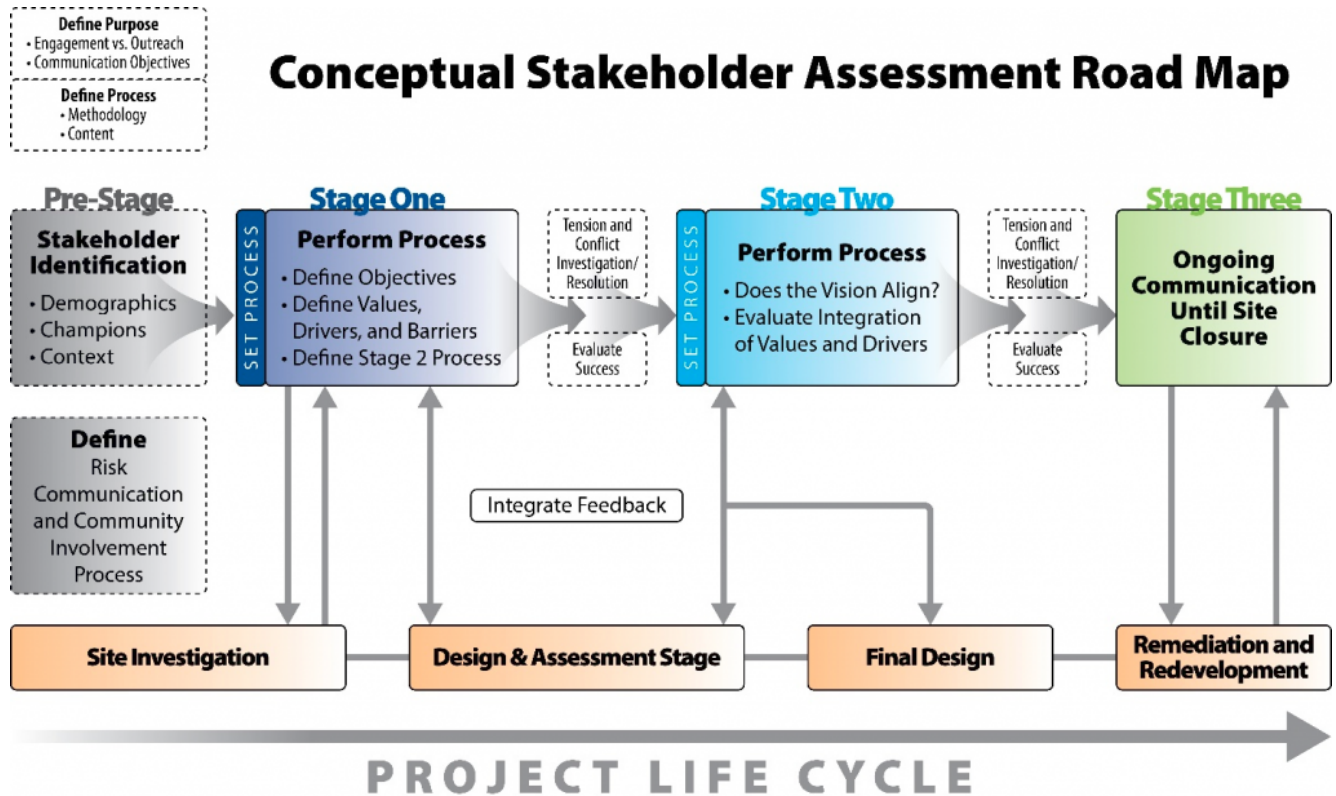 Define Purpose
• Engagement vs. Outreach
• Communication Objectives
Define Process
• Methodology
• Content
Conceptual Stakeholder Assessment Road Map
Pre-Stage
Stakeholder
Identification
• Demographics
• Champions
• Context
Stage One
SET PROCESS
Perform Process
• Define Objectives
• Define Values,
Drivers, and Barriers
• Define Stage 2 Process
Tension and
Conflict
Investigation/
Resolution
Evaluate
Success
Stage Two
SET PROCESS
Perform Process
• Does the Vision Align?
• Evaluate Integration
of Values and Drivers
Tension and
Conflict
Investigation/
Resolution
Evaluate
Success
Stage Three
Ongoing
Communication
Until Site
Closure
Define
Risk
Communication
and Community
Involvement
Process
Integrate Feedback
Site Investigation
Design & Assessment Stage
Final Design
Remediation and
Redevelopment
PROJECT LIFE CYCLE